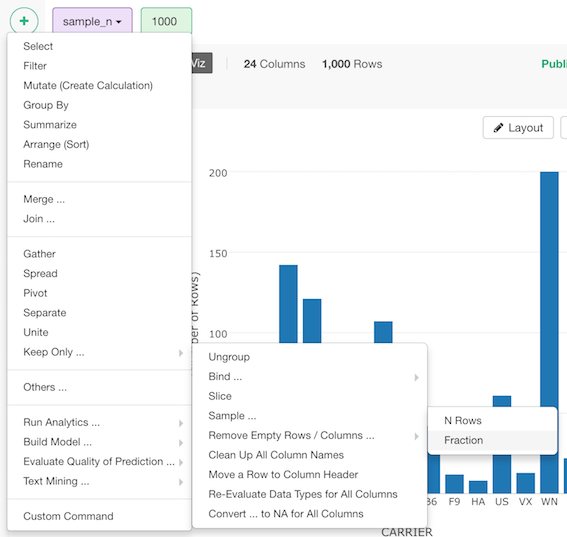 +
sample_n
1000
Select
Filter
Mutate (Create Calculation)
Group By
Summarize
Arrange (Sort)
Rename
Merge ...
Join ...
Gather
Spread
Pivot
Separate
Unite
Keep Only ...
Others ...
Run Analytics ...
Build Model ...
Evaluate Quality of Prediction ...
Text Mining ...
Custom Command
Viz
24 Columns 1,000 Rows
Layout
200
150
100
of Rows)
Ungroup
Bind ...
Slice
Sample ...
Remove Empty Rows / Columns ...
Clean Up All Column Names
Move a Row to Column Header
Re-Evaluate Data Types for All Columns
Convert ... to NA for All Columns
N Rows
Fraction
F9 HA US VX WN
CARRIER